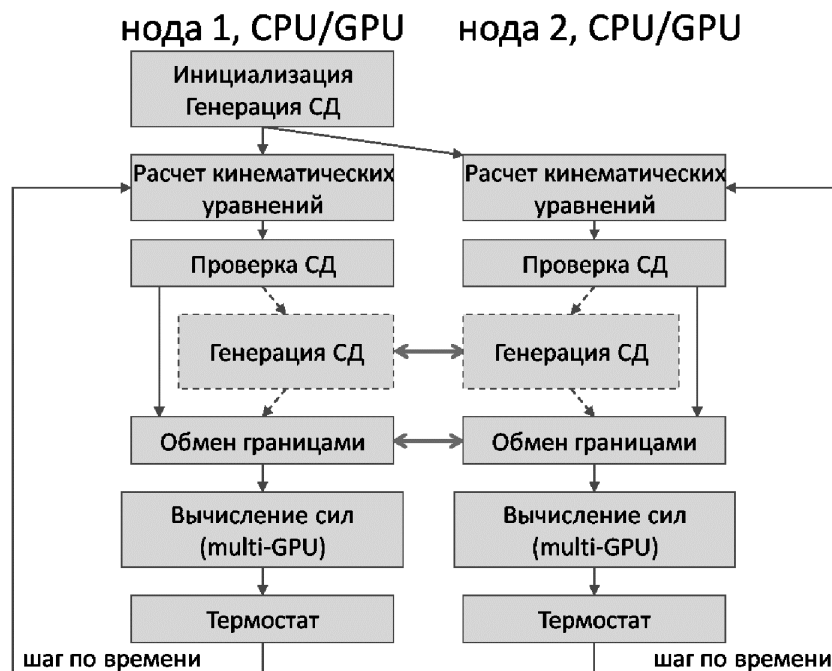 нода 1, CPU/GPU
нода 2, CPU/GPU
Инициализация
Генерация СД
Расчет кинематических
уравнений
Расчет кинематических
уравнений
Проверка СД
Проверка СД
Генерация СД
Генерация СД
Обмен границами
Обмен границами
Вычисление сил
(multi-GPU)
Вычисление сил
(multi-GPU)
Термостат
Термостат
шаг по времени
шаг по времени